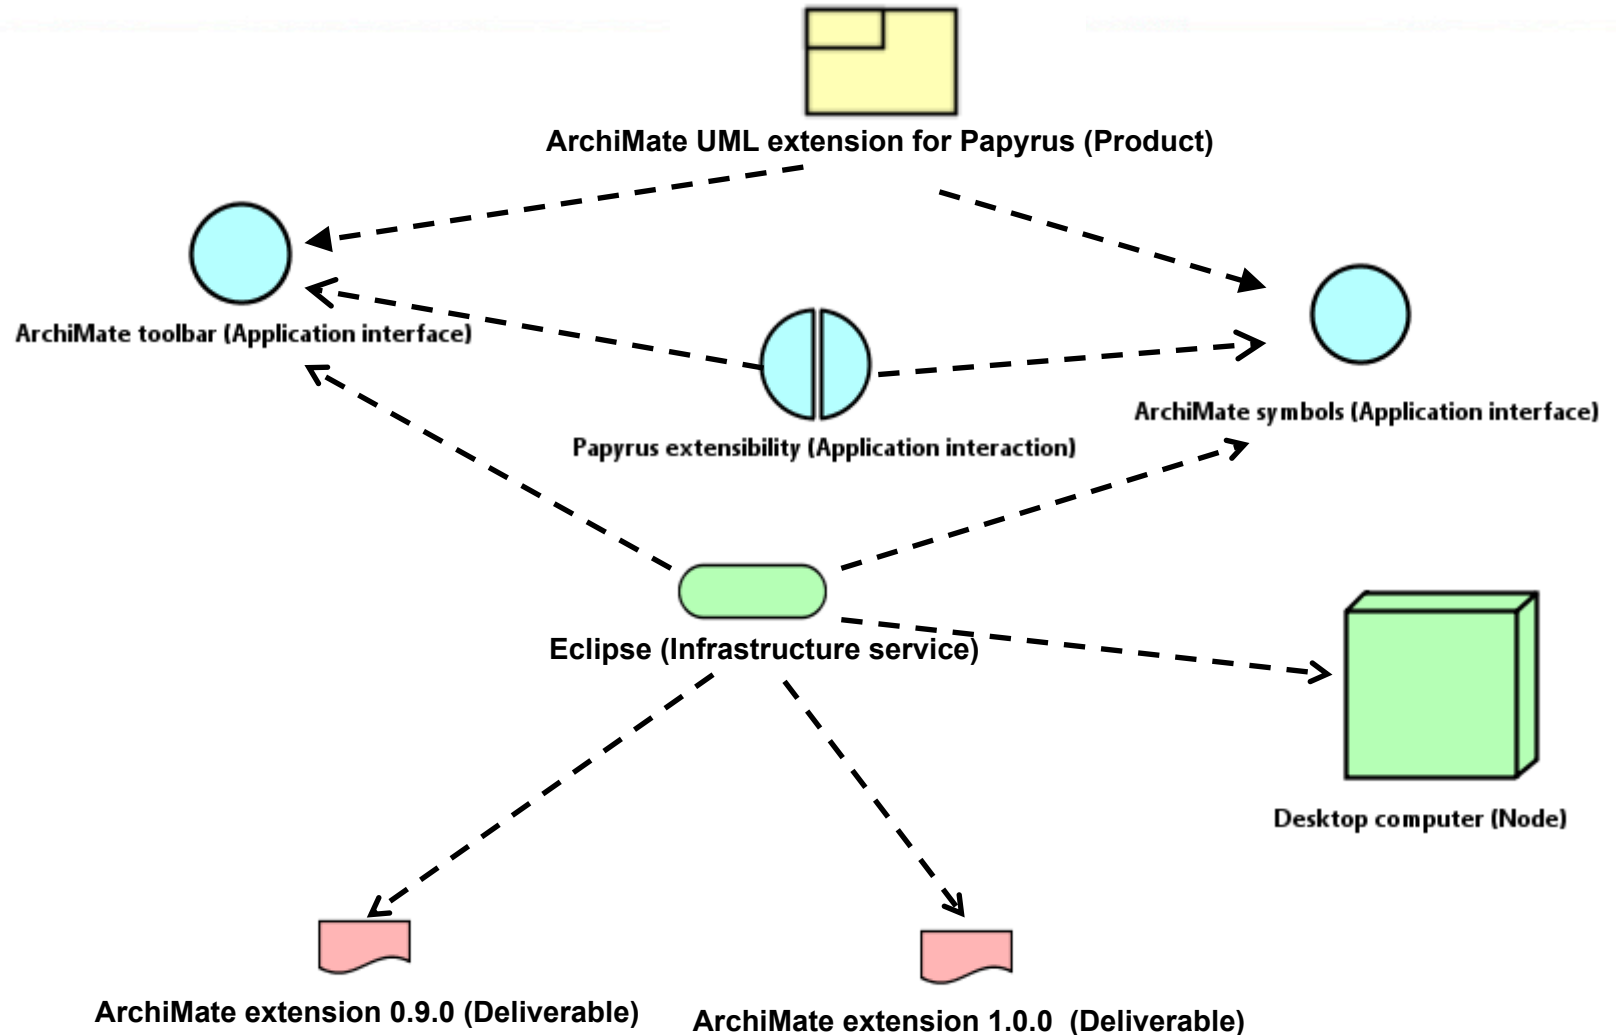 ArchiMate UML extension for Papyrus (Product)
ArchiMate toolbar (Application interface)
ArchiMate symbols (Application interface)
Papyrus extensibility (Application interaction)
Eclipse (Infrastructure service)
Desktop computer (Node)
ArchiMate extension 0.9.0 (Deliverable)
ArchiMate extension 1.0.0 (Deliverable)